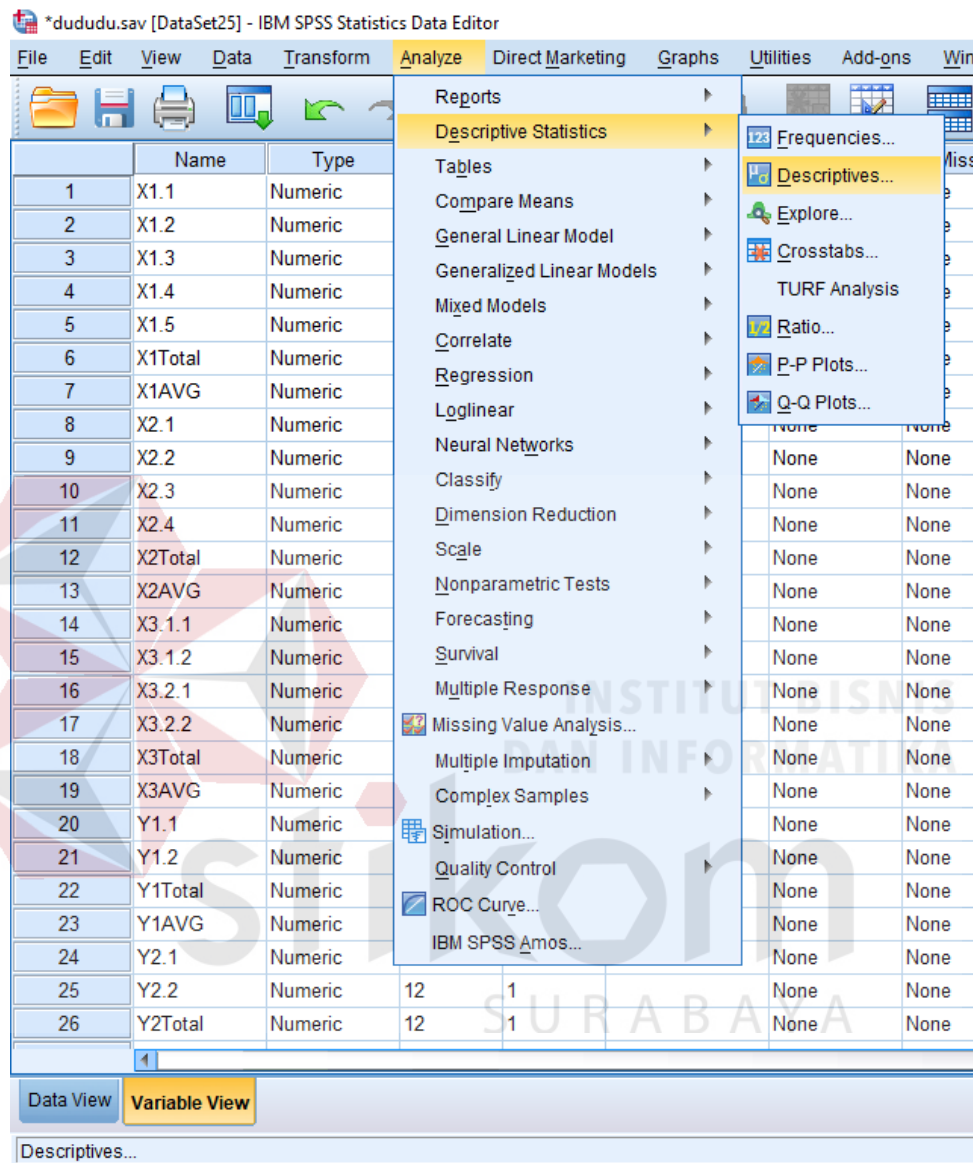 *dududu.sav [DataSet25] - IBM SPSS Statistics Data Editor
File Edit View Data Transform Analyze Direct Marketing Graphs Utilities Add-ons Win
Reports
Descriptive Statistics
Tables
Compare Means
General Linear Model
Generalized Linear Models
Mixed Models
Correlate
Regression
Loglinear
Neural Networks
Classify
Dimension Reduction
Scale
Nonparametric Tests
Forecasting
Survival
Multiple Response
Missing Value Analysis...
Multiple Imputation
Complex Samples
Simulation...
Quality Control
ROC Curve...
IBM SPSS Amos...
123 Frequencies...
Descriptives...
Explore...
Crosstabs...
TURF Analysis
1/2 Ratio...
P-P Plots...
Q-Q Plots...
Name Type Miss
1 X1.1 Numeric
2 X1.2 Numeric
3 X1.3 Numeric
4 X1.4 Numeric
5 X1.5 Numeric
6 X1Total Numeric
7 X1AVG Numeric
8 X2.1 Numeric None None
9 X2.2 Numeric None None
10 X2.3 Numeric None None
11 X2.4 Numeric None None
12 X2Total Numeric None None
13 X2AVG Numeric None None
14 X3.1.1 Numeric None None
15 X3.1.2 Numeric None None
16 X3.2.1 Numeric None None
17 X3.2.2 Numeric None None
18 X3Total Numeric None None
19 X3AVG Numeric None None
20 Y1.1 Numeric None None
21 Y1.2 Numeric None None
22 Y1Total Numeric None None
23 Y1AVG Numeric None None
24 Y2.1 Numeric None None
25 Y2.2 Numeric 12 1 None None
26 Y2Total Numeric 12 1 None None
INSTITUT BISNIS
DAN INFORMATIKA
stikom
SURABAYA
Data View Variable View
Descriptives...